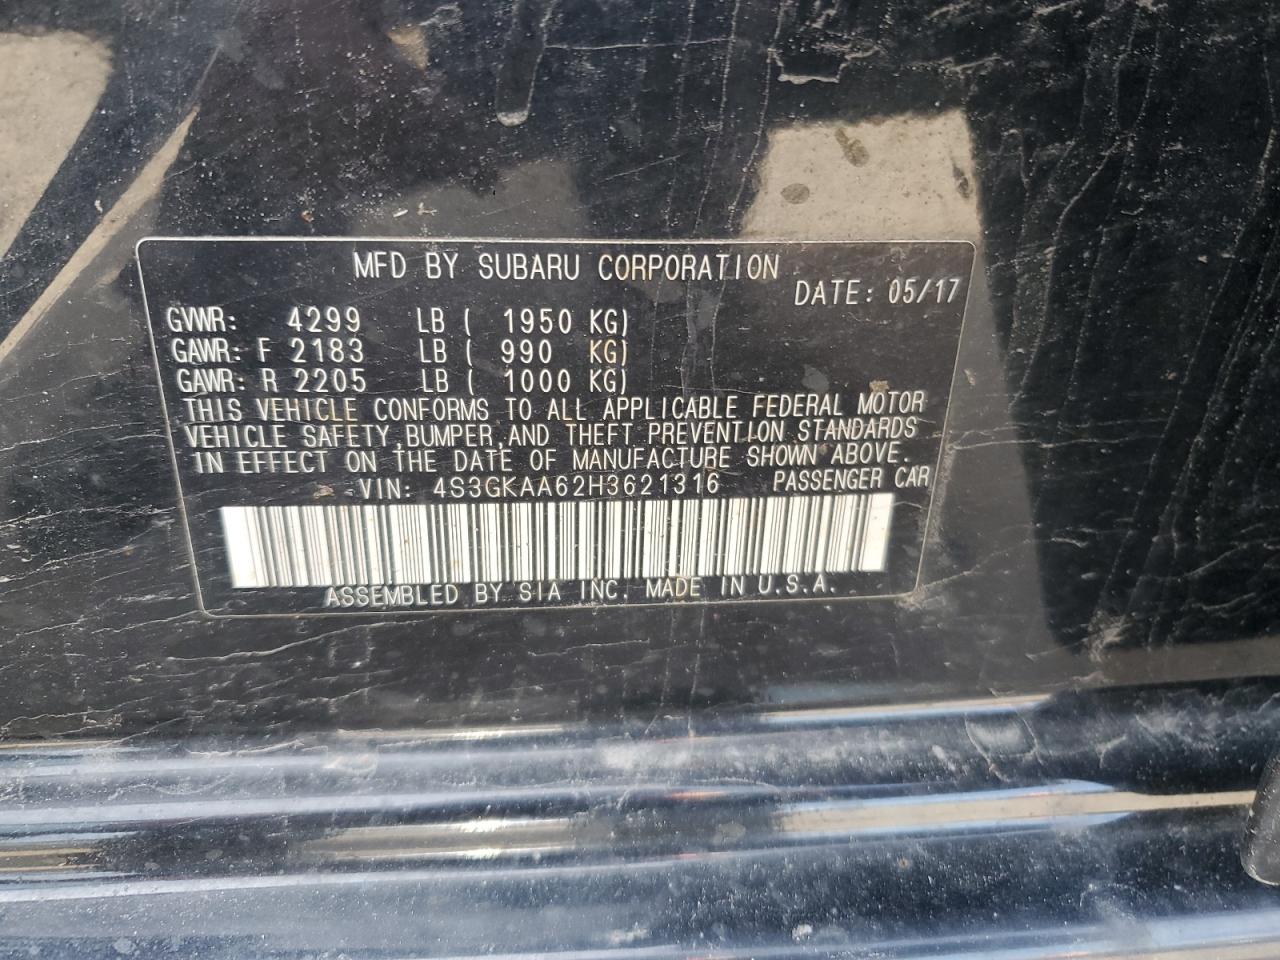 MFD BY SUBARU CORPORATION
DATE: 05/17
GVWR: 4299 LB ( 1950 KG)
GAWR: F 2183 LB ( 990 KG)
GAWR: R 2205 LB ( 1000 KG)
THIS VEHICLE CONFORMS TO ALL APPLICABLE FEDERAL MOTOR
VEHICLE SAFETY,BUMPER,AND THEFT PREVENTION STANDARDS
IN EFFECT ON THE DATE OF MANUFACTURE SHOWN ABOVE.
VIN: 4S3GKAA62H3621316 PASSENGER CAR
ASSEMBLED BY SIA INC. MADE IN U.S.A.